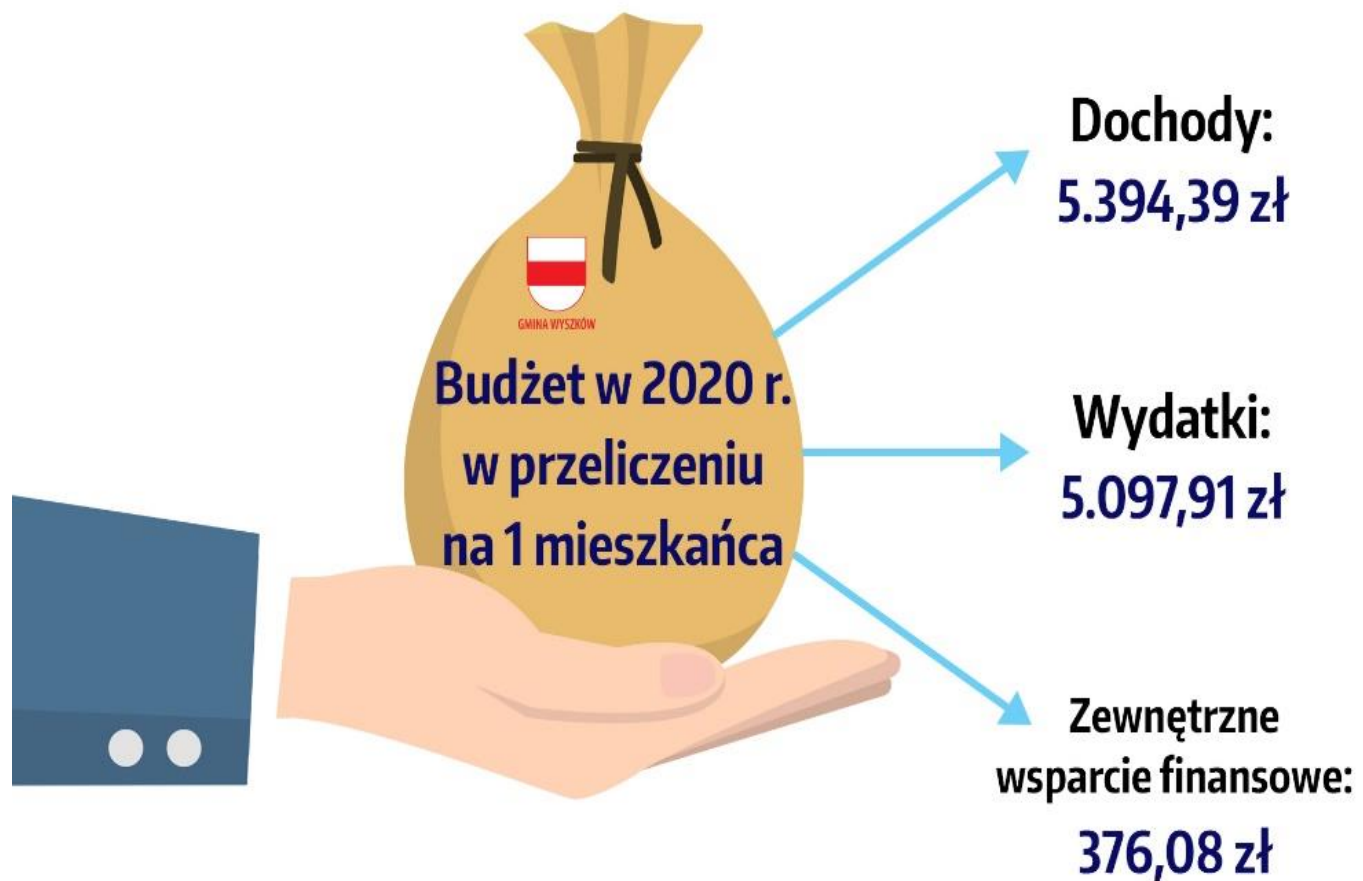 GMINA WYSZKÓW
Budżet w 2020 r.
w przeliczeniu
na 1 mieszkańca
Dochody:
5.394,39 zł
Wydatki:
5.097,91 zł
Zewnętrzne
wsparcie finansowe:
376,08 zł